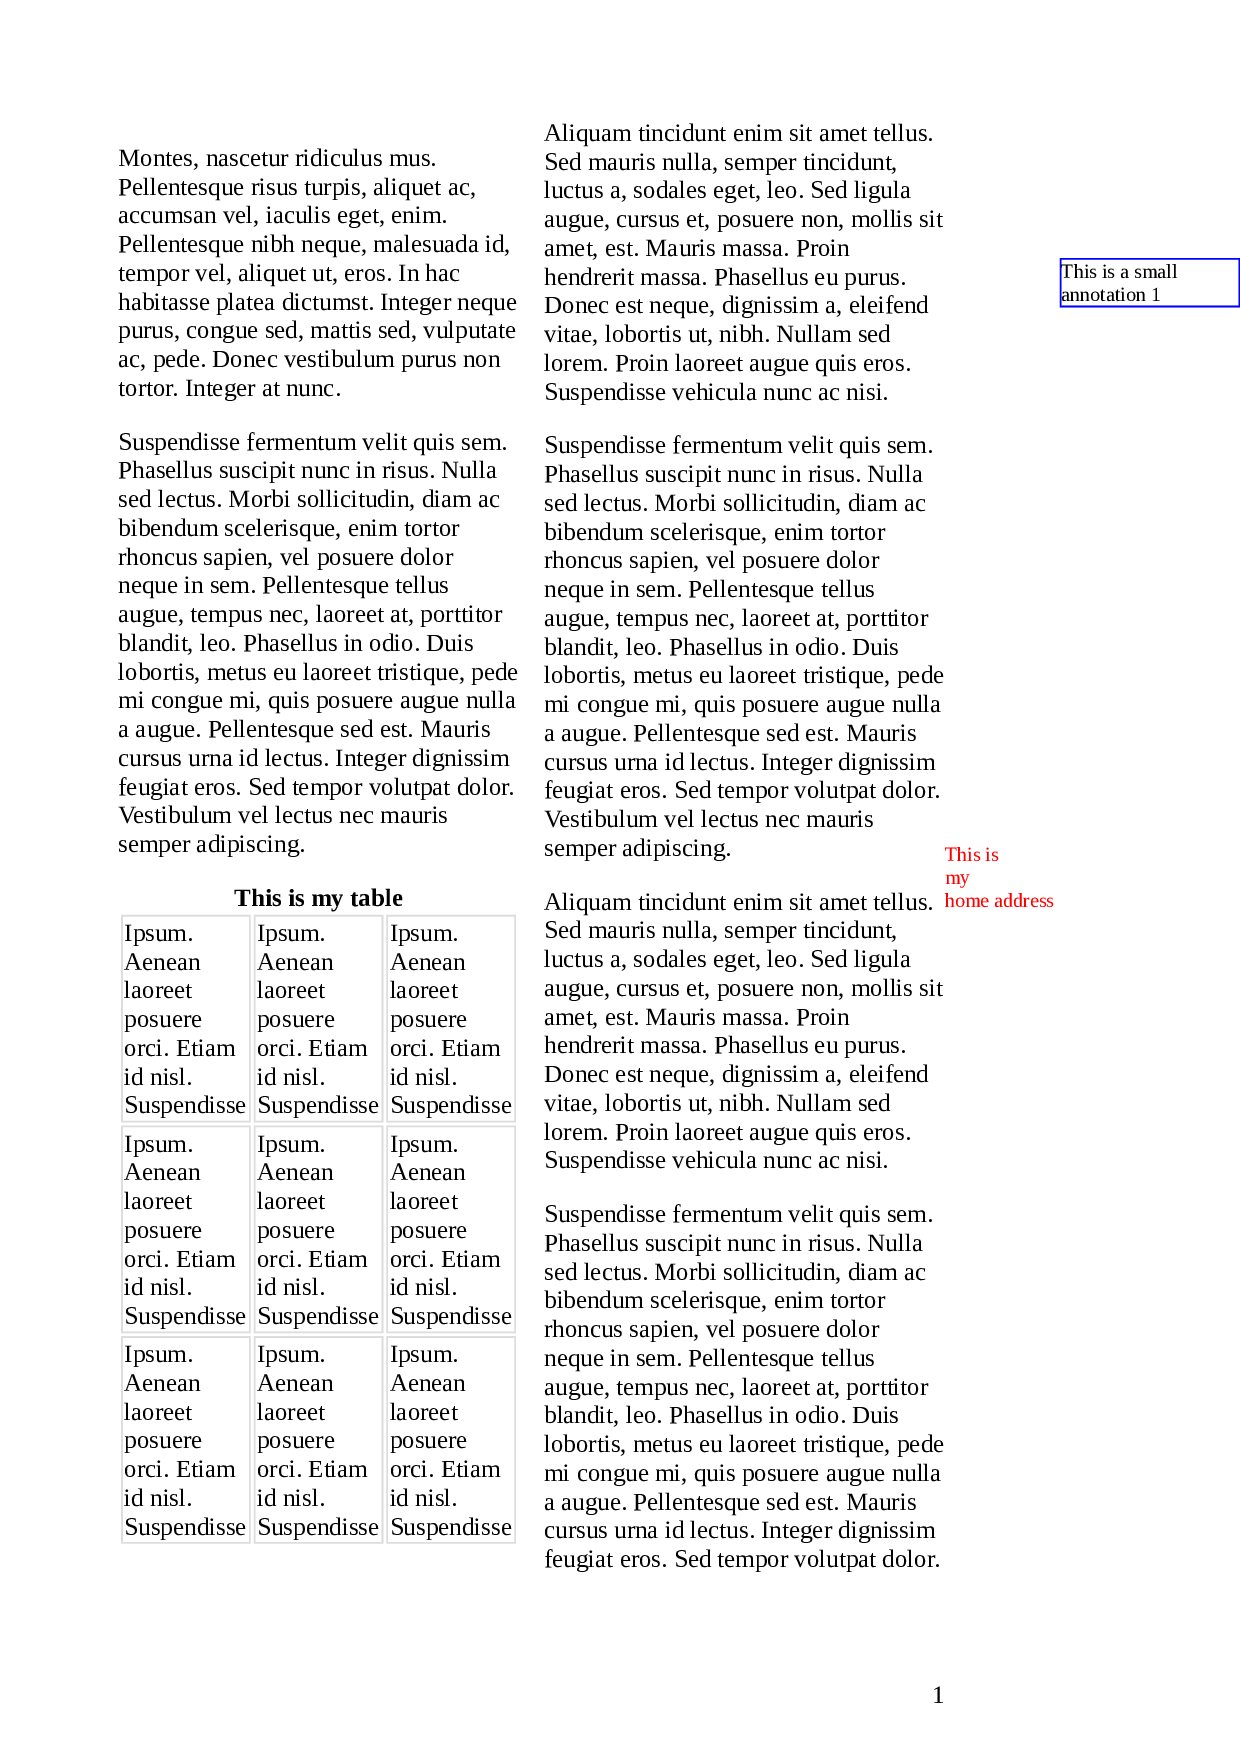 Montes, nascetur ridiculus mus.
Pellentesque risus turpis, aliquet ac,
accumsan vel, iaculis eget, enim.
Pellentesque nibh neque, malesuada id,
tempor vel, aliquet ut, eros. In hac
habitasse platea dictumst. Integer neque
purus, congue sed, mattis sed, vulputate
ac, pede. Donec vestibulum purus non
tortor. Integer at nunc.
Suspendisse fermentum velit quis sem.
Phasellus suscipit nunc in risus. Nulla
sed lectus. Morbi sollicitudin, diam ac
bibendum scelerisque, enim tortor
rhoncus sapien, vel posuere dolor
neque in sem. Pellentesque tellus
augue, tempus nec, laoreet at, porttitor
blandit, leo. Phasellus in odio. Duis
lobortis, metus eu laoreet tristique, pede
mi congue mi, quis posuere augue nulla
a augue. Pellentesque sed est. Mauris
cursus urna id lectus. Integer dignissim
feugiat eros. Sed tempor volutpat dolor.
Vestibulum vel lectus nec mauris
semper adipiscing.
This is my table
Ipsum. Ipsum. Ipsum.
Aenean Aenean Aenean
laoreet laoreet laoreet
posuere posuere posuere
orci. Etiam orci. Etiam orci. Etiam
id nisl. id nisl. id nisl.
Suspendisse Suspendisse Suspendisse
Ipsum. Ipsum. Ipsum.
Aenean Aenean Aenean
laoreet laoreet laoreet
posuere posuere posuere
orci. Etiam orci. Etiam orci. Etiam
id nisl. id nisl. id nisl.
Suspendisse Suspendisse Suspendisse
Ipsum. Ipsum. Ipsum.
Aenean Aenean Aenean
laoreet laoreet laoreet
posuere posuere posuere
orci. Etiam orci. Etiam orci. Etiam
id nisl. id nisl. id nisl.
Suspendisse Suspendisse Suspendisse
Aliquam tincidunt enim sit amet tellus.
Sed mauris nulla, semper tincidunt,
luctus a, sodales eget, leo. Sed ligula
augue, cursus et, posuere non, mollis sit
amet, est. Mauris massa. Proin
hendrerit massa. Phasellus eu purus.
Donec est neque, dignissim a, eleifend
vitae, lobortis ut, nibh. Nullam sed
lorem. Proin laoreet augue quis eros.
Suspendisse vehicula nunc ac nisi.
Suspendisse fermentum velit quis sem.
Phasellus suscipit nunc in risus. Nulla
sed lectus. Morbi sollicitudin, diam ac
bibendum scelerisque, enim tortor
rhoncus sapien, vel posuere dolor
neque in sem. Pellentesque tellus
augue, tempus nec, laoreet at, porttitor
blandit, leo. Phasellus in odio. Duis
lobortis, metus eu laoreet tristique, pede
mi congue mi, quis posuere augue nulla
a augue. Pellentesque sed est. Mauris
cursus urna id lectus. Integer dignissim
feugiat eros. Sed tempor volutpat dolor.
Vestibulum vel lectus nec mauris
semper adipiscing.
Aliquam tincidunt enim sit amet tellus.
Sed mauris nulla, semper tincidunt,
luctus a, sodales eget, leo. Sed ligula
augue, cursus et, posuere non, mollis sit
amet, est. Mauris massa. Proin
hendrerit massa. Phasellus eu purus.
Donec est neque, dignissim a, eleifend
vitae, lobortis ut, nibh. Nullam sed
lorem. Proin laoreet augue quis eros.
Suspendisse vehicula nunc ac nisi.
Suspendisse fermentum velit quis sem.
Phasellus suscipit nunc in risus. Nulla
sed lectus. Morbi sollicitudin, diam ac
bibendum scelerisque, enim tortor
rhoncus sapien, vel posuere dolor
neque in sem. Pellentesque tellus
augue, tempus nec, laoreet at, porttitor
blandit, leo. Phasellus in odio. Duis
lobortis, metus eu laoreet tristique, pede
mi congue mi, quis posuere augue nulla
a augue. Pellentesque sed est. Mauris
cursus urna id lectus. Integer dignissim
feugiat eros. Sed tempor volutpat dolor.
This is a small
annotation 1
This is
my
home address
1